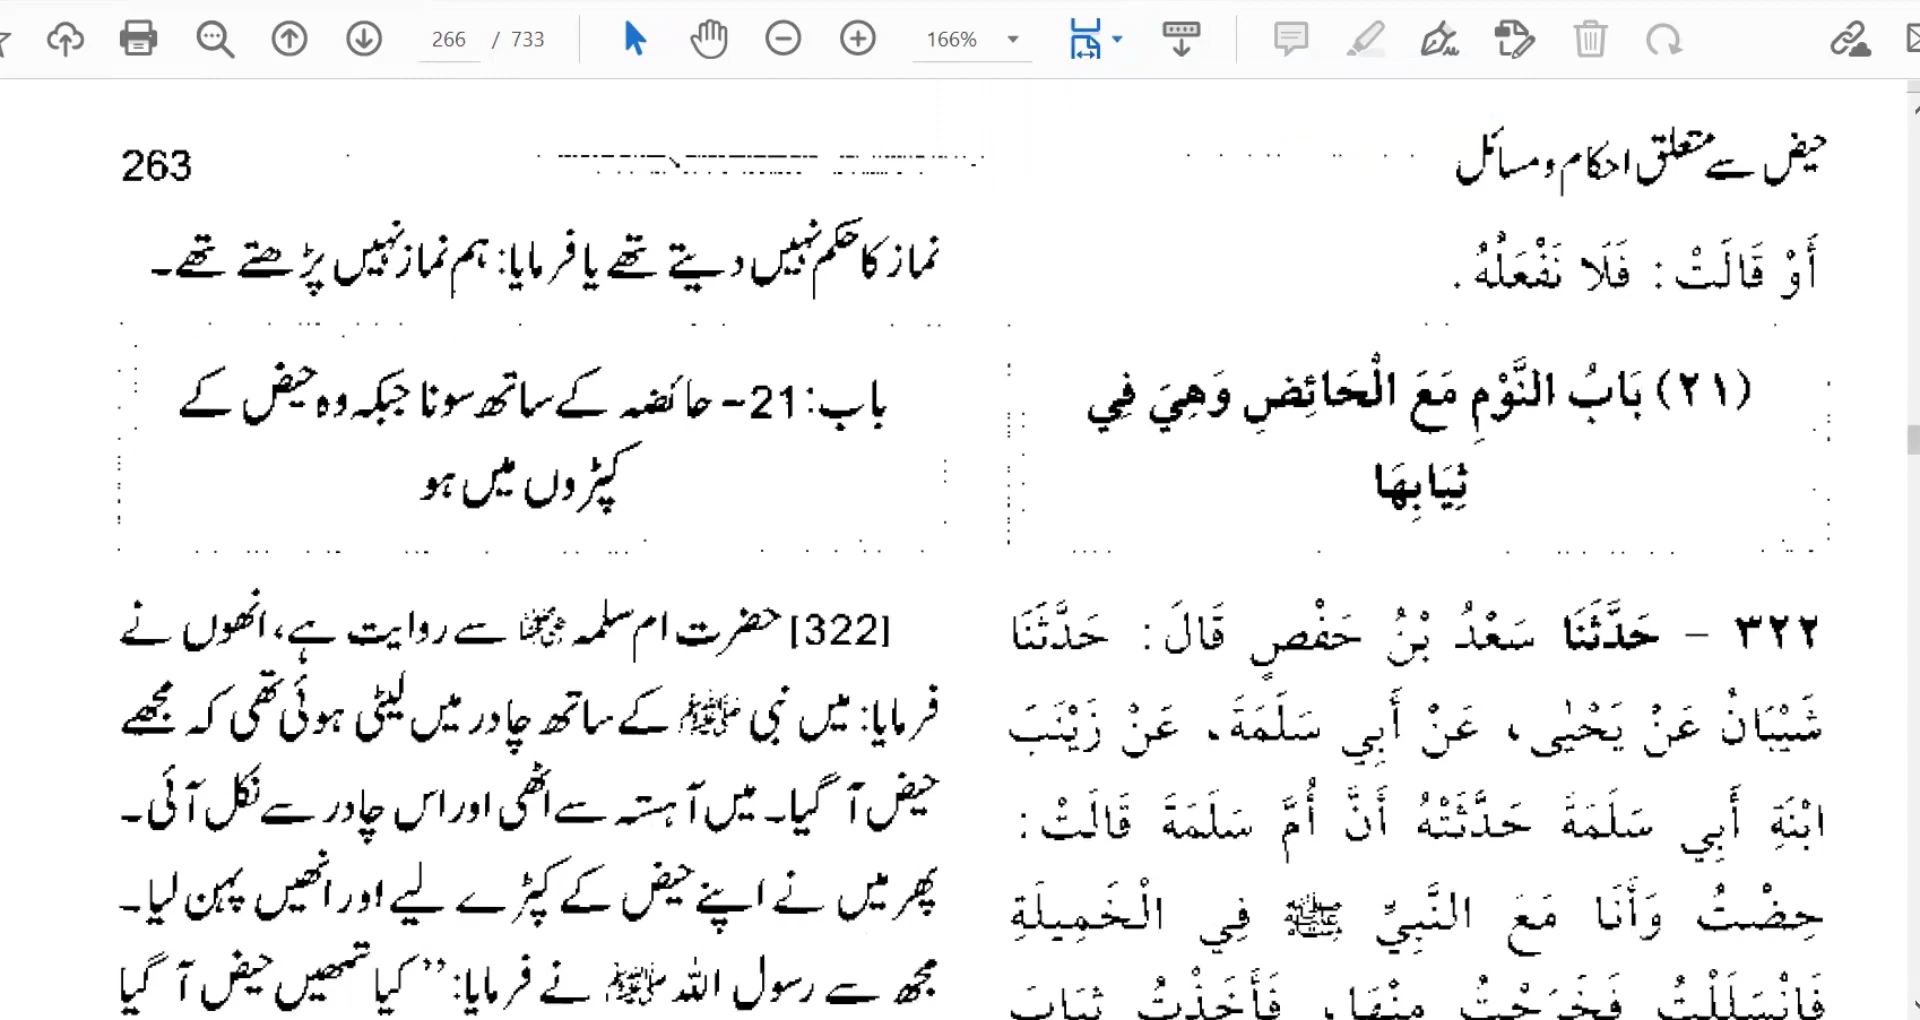 266 / 733
166%
حیض سے متعلق احکام و مسائل
263
أَوْ قَالَتْ: فَلَا نَفْعَلُهُ.
(٢١) بَابُ النَّوْمِ مَعَ الْحَائِضِ وَهِيَ فِي
ثِيَابِهَا
٣٢٢ - حَدَّثَنَا سَعْدُ بْنُ حَفْصٍ قَالَ: حَدَّثَنَا
شَيْبَانُ عَنْ يَحْيٰى، عَنْ أَبِي سَلَمَةَ، عَنْ زَيْنَبَ
ابْنَةِ أَبِي سَلَمَةَ حَدَّثَتْهُ أَنَّ أُمَّ سَلَمَةَ قَالَتْ:
حِضْتُ وَأَنَا مَعَ النَّبِيِّ ﷺ فِي الْخَمِيلَةِ
فَانْسَلَلْتُ فَخَرَجْتُ مِنْهَا، فَأَخَذْتُ ثِيَابَ
نماز کا حکم نہیں دیتے تھے یا فرمایا: ہم نماز نہیں پڑھتے تھے۔
باب: 21- حائضہ کے ساتھ سونا جبکہ وہ حیض کے
کپڑوں میں ہو
[322] حضرت ام سلمہ رضی اللہ عنہا سے روایت ہے، انھوں نے
فرمایا: میں نبی ﷺ کے ساتھ چادر میں لیٹی ہوئی تھی کہ مجھے
حیض آ گیا۔ میں آہستہ سے اٹھی اور اس چادر سے نکل آئی۔
پھر میں نے اپنے حیض کے کپڑے لیے اور انھیں پہن لیا۔
مجھ سے رسول اللہ ﷺ نے فرمایا: ’’کیا تمھیں حیض آ گیا